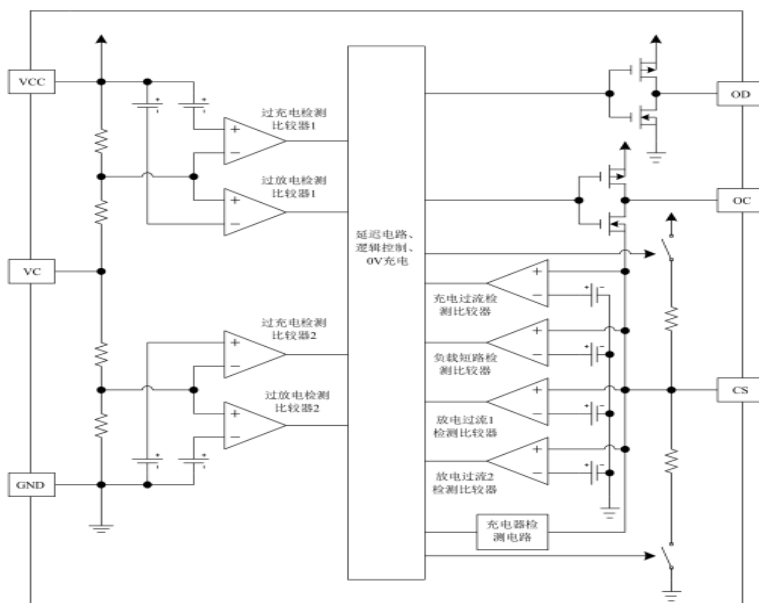 VCC
过充电检测
比较器1
+
−
过放电检测
比较器1
+
−
VC
过充电检测
比较器2
+
−
过放电检测
比较器2
+
−
GND
延迟电路、
逻辑控制、
0V充电
OD
OC
充电过流检
测比较器
+
−
负载短路检
测比较器
+
−
CS
放电过流1
检测比较器
+
−
放电过流2
检测比较器
+
−
充电器检
测电路